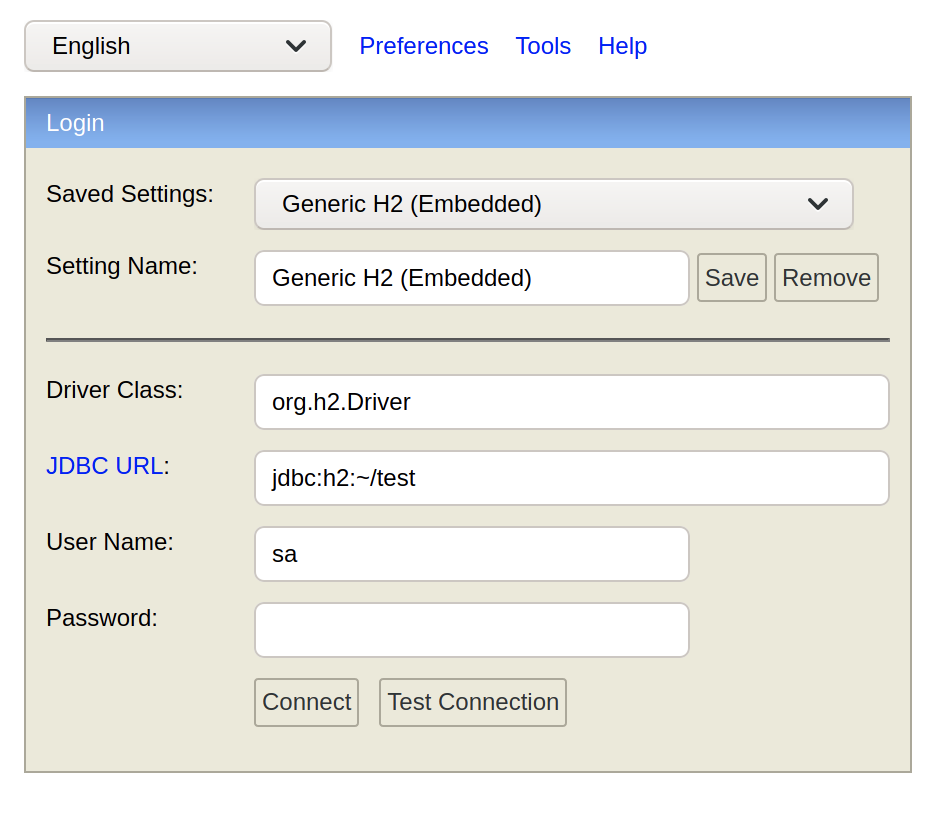 English Preferences Tools Help
Login
Saved Settings: Generic H2 (Embedded)
Setting Name: Generic H2 (Embedded) Save Remove
Driver Class: org.h2.Driver
JDBC URL: jdbc:h2:~/test
User Name: sa
Password:
Connect Test Connection